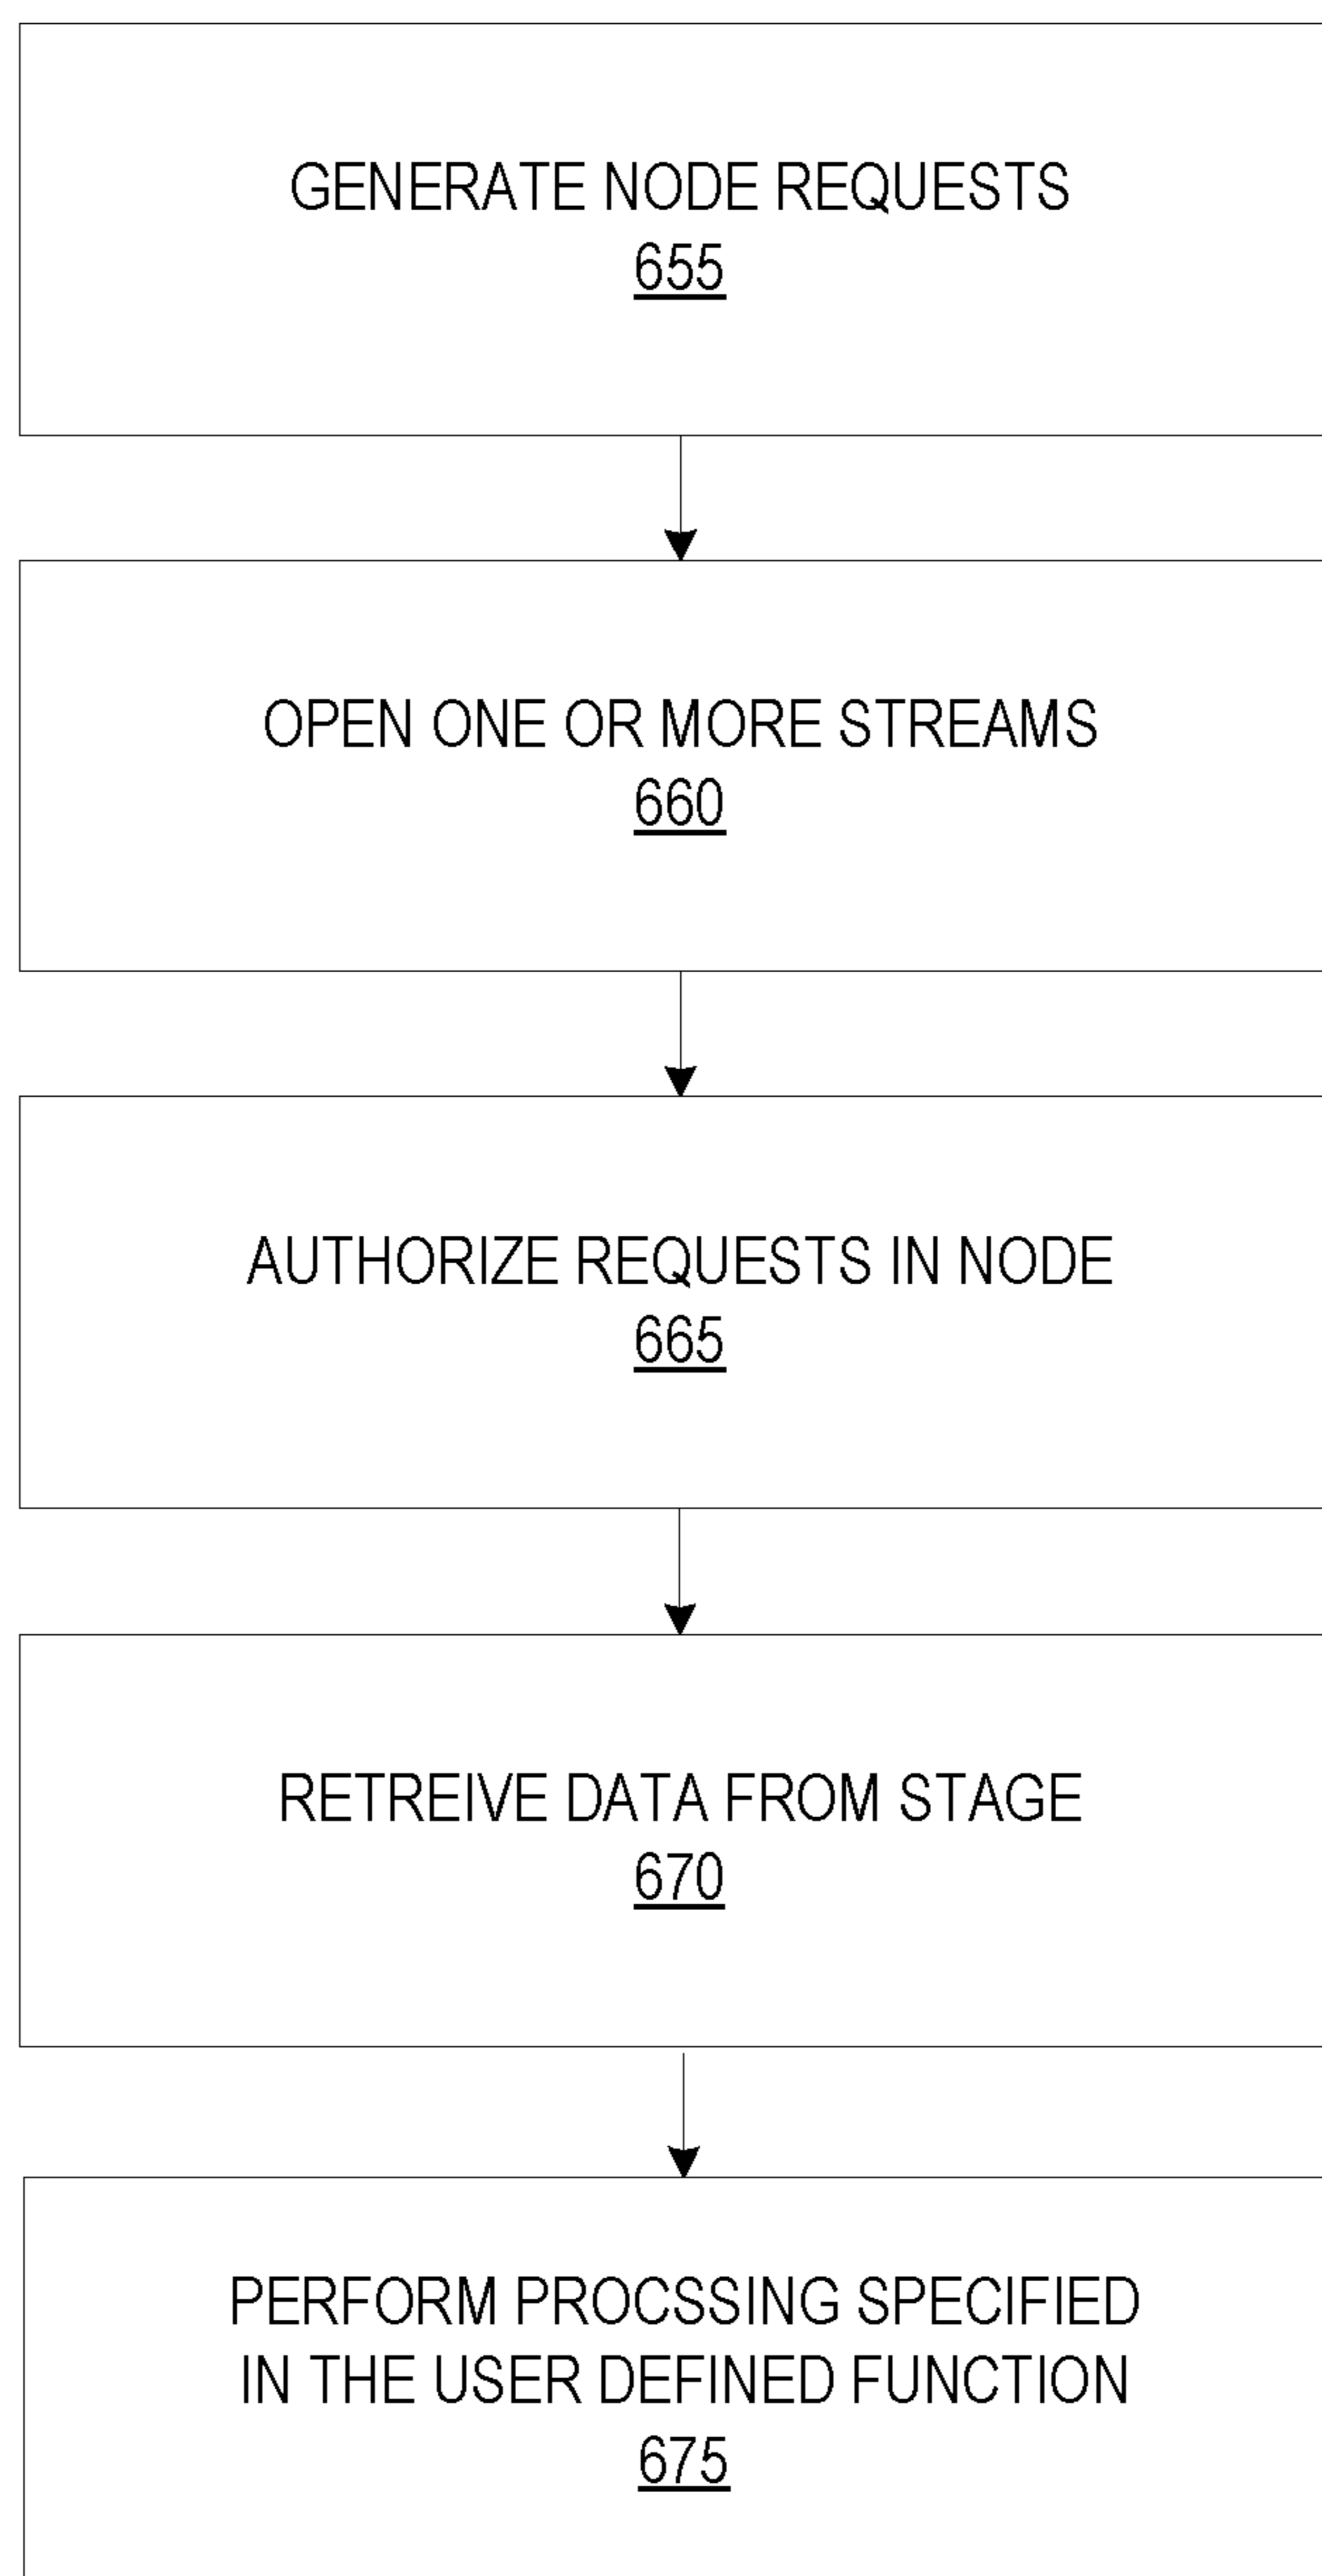 GENERATE NODE REQUESTS
655
OPEN ONE OR MORE STREAMS
660
AUTHORIZE REQUESTS IN NODE
665
RETREIVE DATA FROM STAGE
670
PERFORM PROCSSING SPECIFIED
IN THE USER DEFINED FUNCTION
675